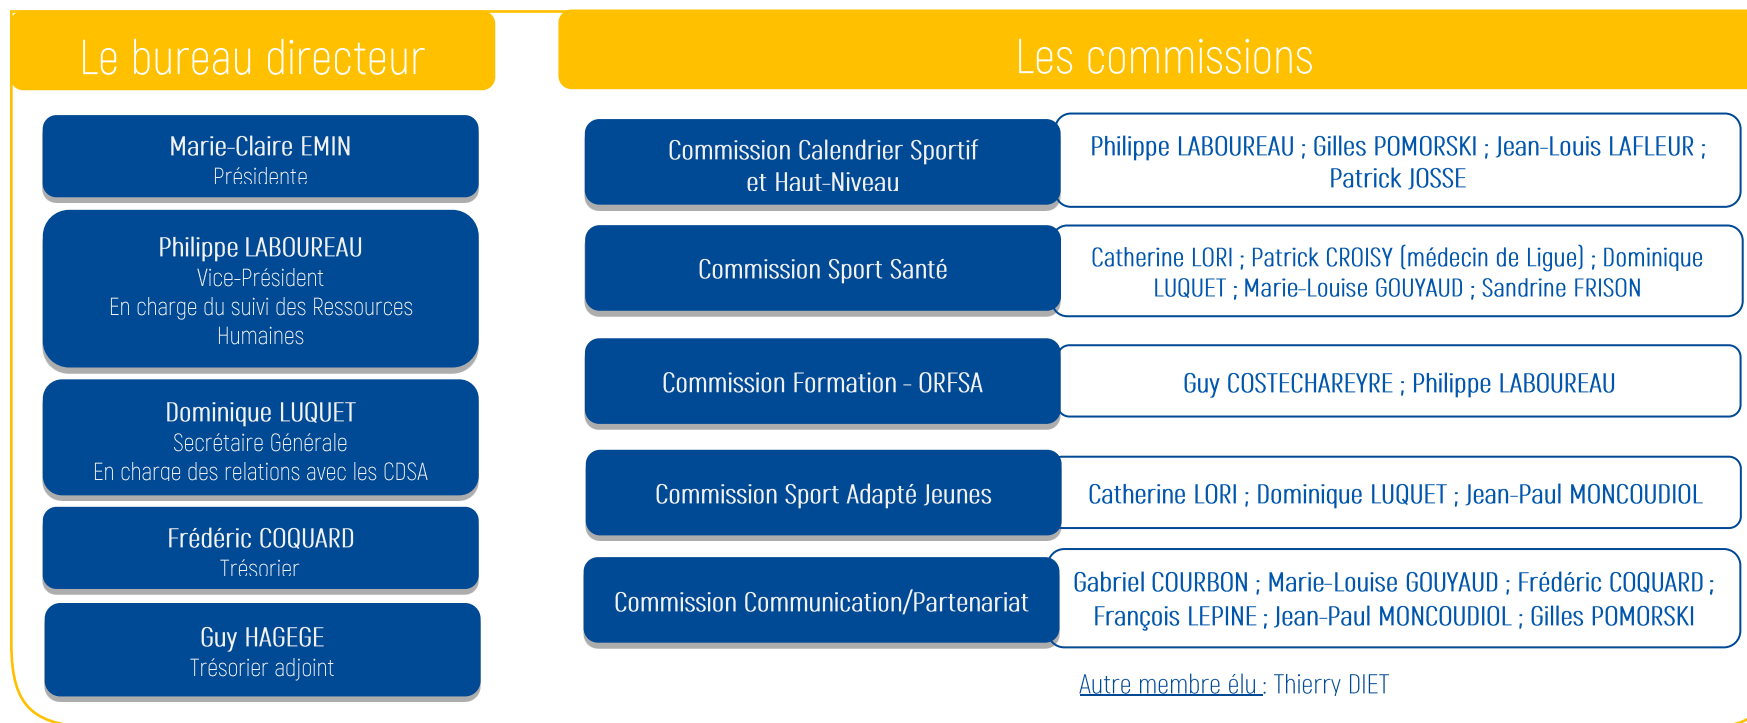 Le bureau directeur
Marie-Claire EMIN
Présidente
Philippe LABOUREAU
Vice-Président
En charge du suivi des Ressources
Humaines
Dominique LUQUET
Secrétaire Générale
En charge des relations avec les CDSA
Frédéric COQUARD
Trésorier
Guy HAGEGE
Trésorier adjoint
Les commissions
Commission Calendrier Sportif
et Haut-Niveau
Philippe LABOUREAU ; Gilles POMORSKI ; Jean-Louis LAFLEUR ;
Patrick JOSSE
Commission Sport Santé
Catherine LORI ; Patrick CROISY (médecin de Ligue) ; Dominique
LUQUET ; Marie-Louise GOUYAUD ; Sandrine FRISON
Commission Formation - ORFSA
Guy COSTECHAREYRE ; Philippe LABOUREAU
Commission Sport Adapté Jeunes
Catherine LORI ; Dominique LUQUET ; Jean-Paul MONCOUDIOL
Commission Communication/Partenariat
Gabriel COURBON ; Marie-Louise GOUYAUD ; Frédéric COQUARD ;
François LEPINE ; Jean-Paul MONCOUDIOL ; Gilles POMORSKI
Autre membre élu : Thierry DIET